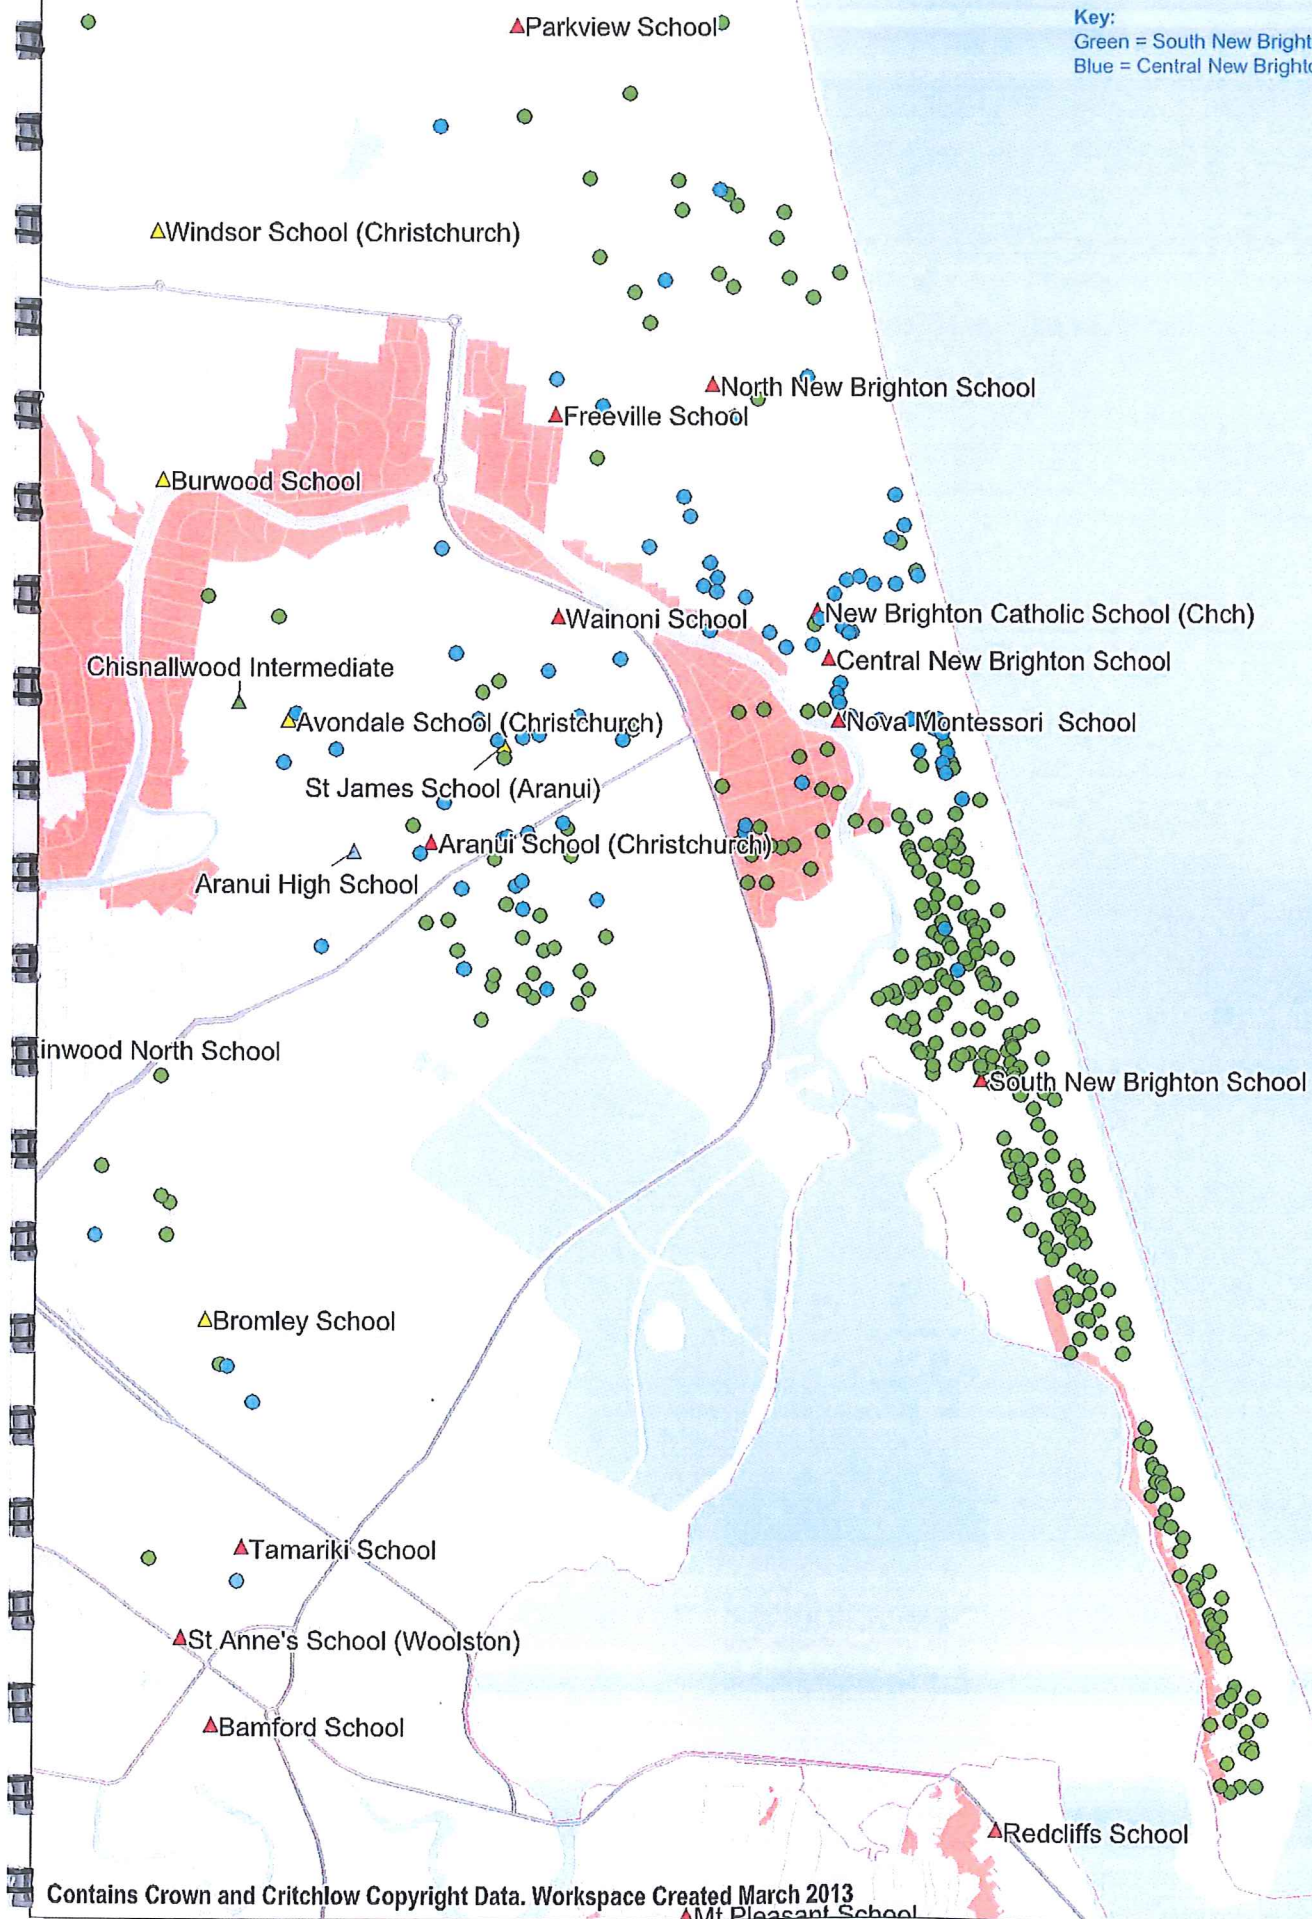 Key:
Green = South New Bright
Blue = Central New Bright
Parkview School
Windsor School (Christchurch)
North New Brighton School
Freeville School
Burwood School
Wainoni School
New Brighton Catholic School (Chch)
Central New Brighton School
Chisnallwood Intermediate
Avondale School (Christchurch)
Nova Montessori School
St James School (Aranui)
Aranui School (Christchurch)
Aranui High School
inwood North School
South New Brighton School
Bromley School
Tamariki School
St Anne's School (Woolston)
Bamford School
Redcliffs School
Contains Crown and Critchlow Copyright Data. Workspace Created March 2013
Mt Pleasant School